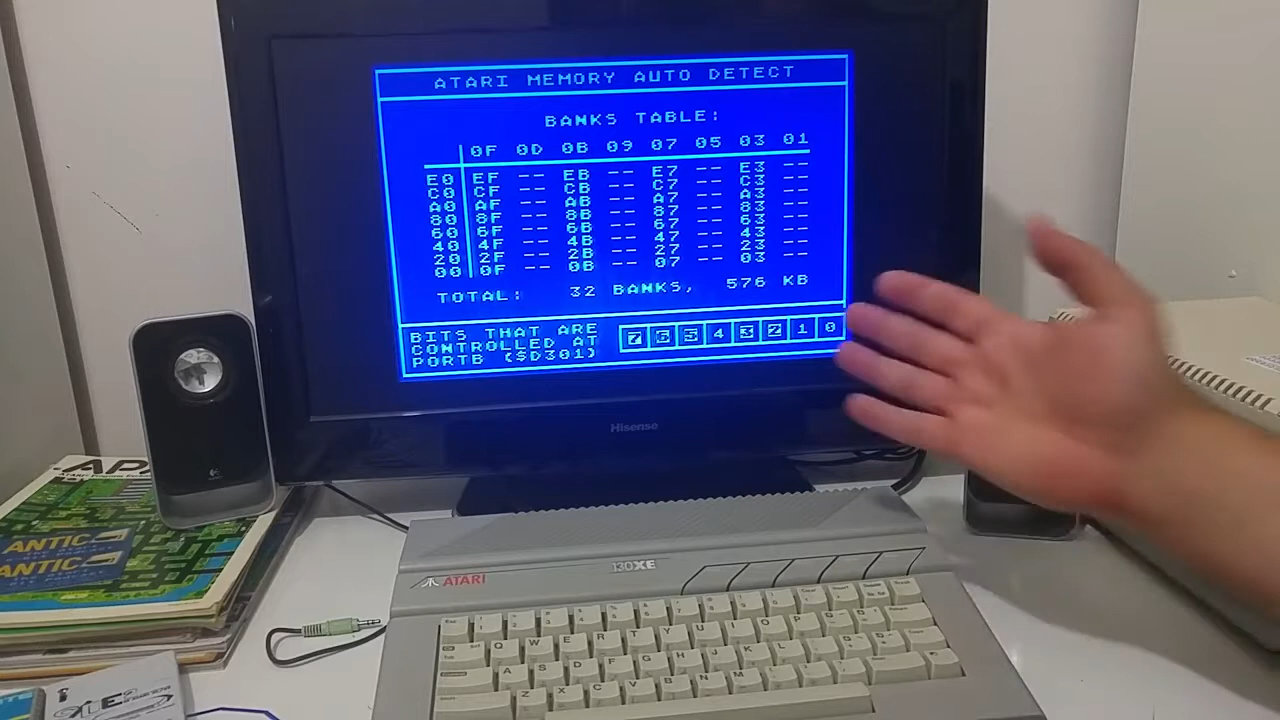 ATARI MEMORY AUTO DETECT
BANKS TABLE:
0F 0D 0B 09 07 05 03 01
E0 EF -- EB -- E7 -- E3 --
C0 CF -- CB -- C7 -- C3 --
A0 AF -- AB -- A7 -- A3 --
80 8F -- 8B -- 87 -- 83 --
60 6F -- 6B -- 67 -- 63 --
40 4F -- 4B -- 47 -- 43 --
20 2F -- 2B -- 27 -- 23 --
00 0F -- 0B -- 07 -- 03 --
TOTAL: 32 BANKS, 576 KB
BITS THAT ARE
CONTROLLED AT
PORTB ($D301)
7 6 5 4 3 2 1 0
Hisense
ANTIC
ANTIC
ATARI
130XE
Q W E R T Y U I O P
A S D F G H J K L
Z X C V B N M